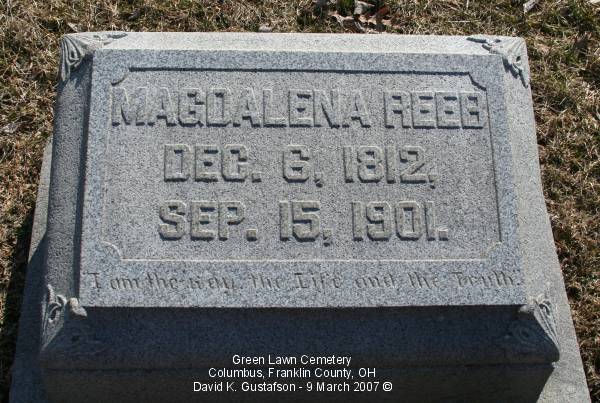 MAGDALENA REEB
DEC. 6, 1812,
SEP. 15, 1901.
I am the way, the Life and the Truth.
Green Lawn Cemetery
Columbus, Franklin County, OH
David K. Gustafson - 9 March 2007 ©